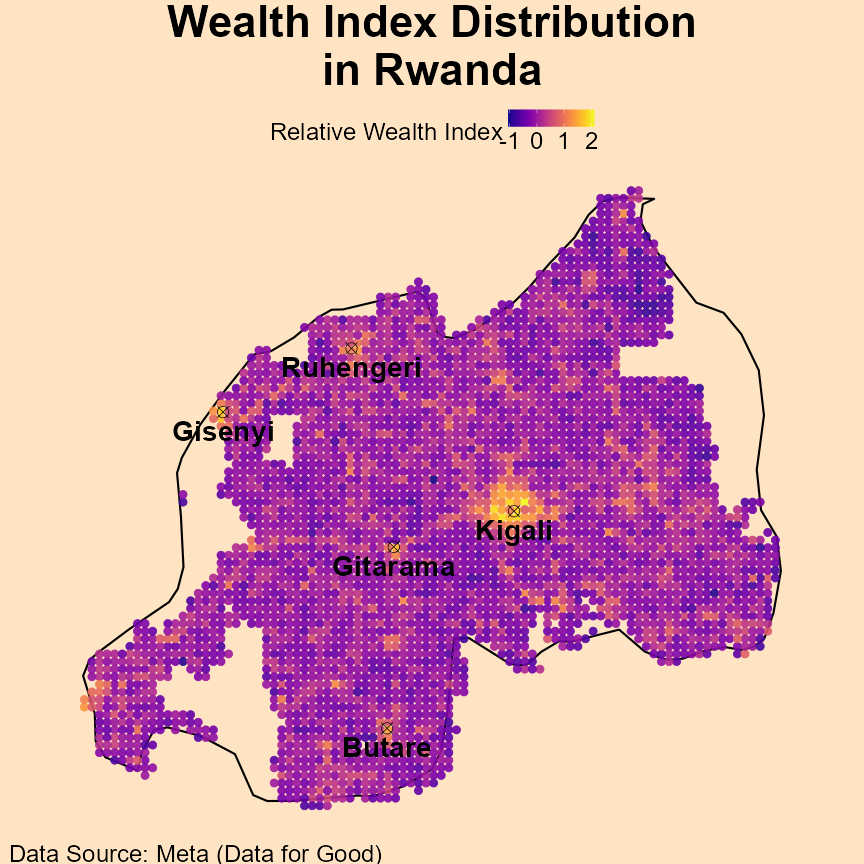 Wealth Index Distribution
in Rwanda
Relative Wealth Index
-1 0 1 2
Ruhengeri
Gisenyi
Kigali
Gitarama
Butare
Data Source: Meta (Data for Good)